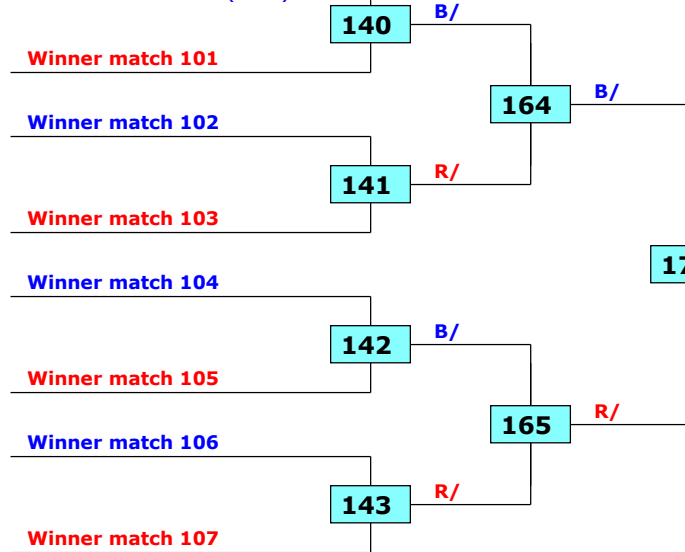 140
B/
Winner match 101
164
B/
Winner match 102
141
R/
Winner match 103
Winner match 104
142
B/
Winner match 105
165
R/
Winner match 106
143
R/
Winner match 107